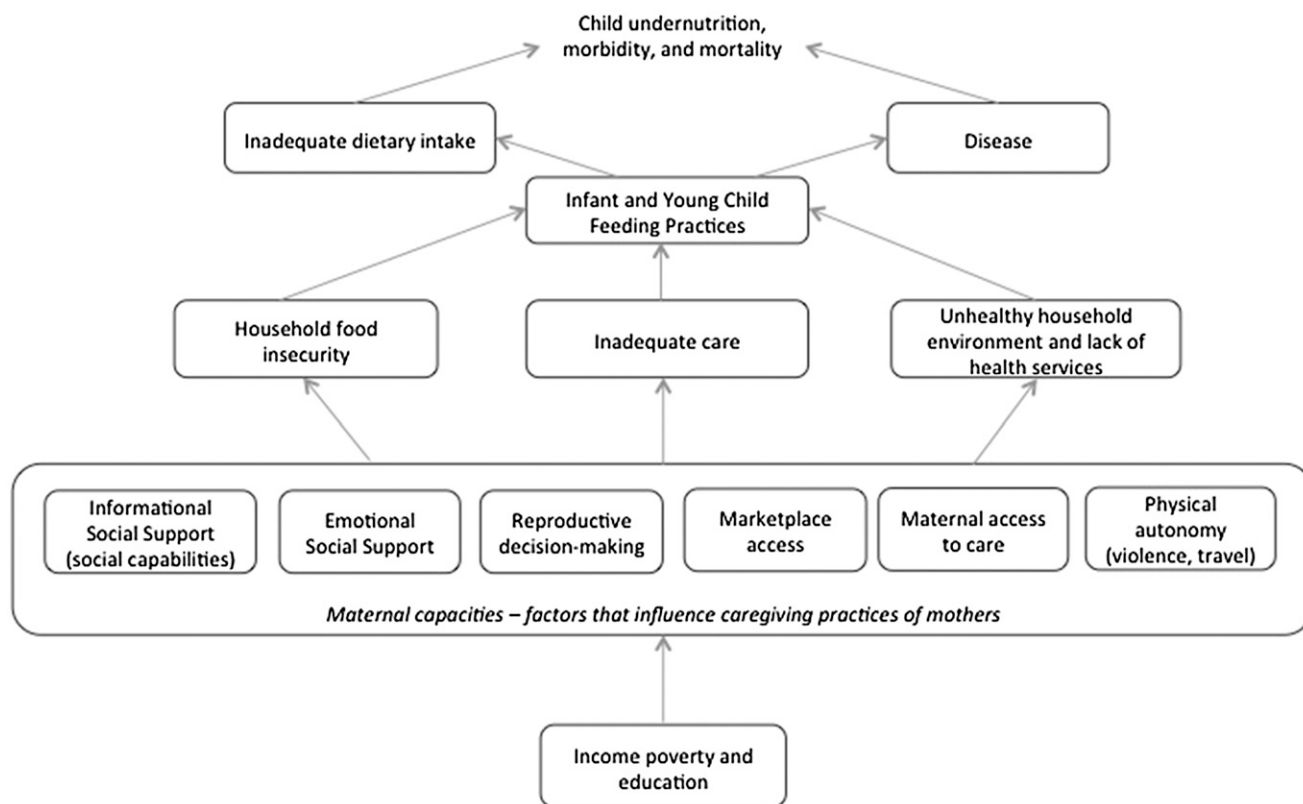 Child undernutrition,
morbidity, and mortality
Inadequate dietary intake
Disease
Infant and Young Child
Feeding Practices
Household food
insecurity
Inadequate care
Unhealthy household
environment and lack of
health services
Informational
Social Support
(social capabilities)
Emotional
Social Support
Reproductive
decision-making
Marketplace
access
Maternal access
to care
Physical
autonomy
(violence, travel)
Maternal capacities – factors that influence caregiving practices of mothers
Income poverty and
education